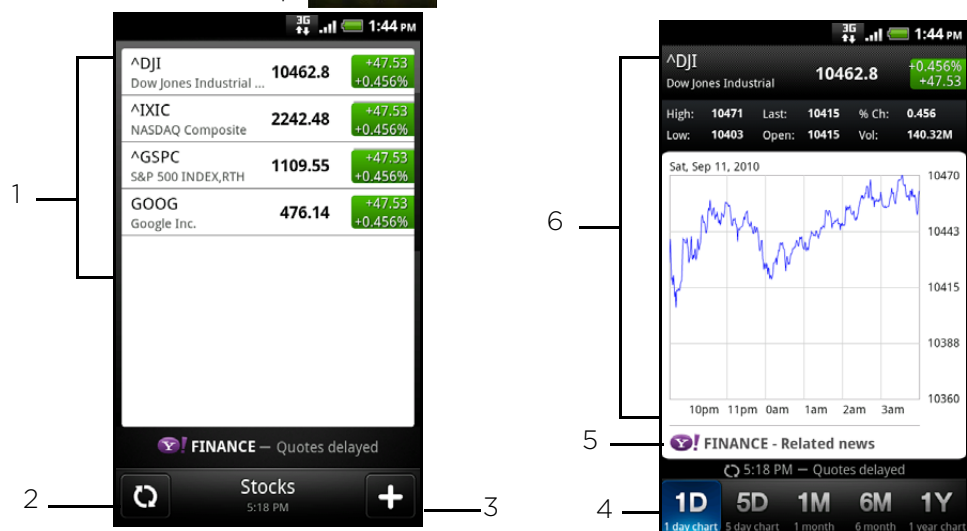 3G 1:44 PM
^DJI
Dow Jones Industrial ...
10462.8
+47.53
+0.456%
^IXIC
NASDAQ Composite
2242.48
+47.53
+0.456%
^GSPC
S&P 500 INDEX,RTH
1109.55
+47.53
+0.456%
GOOG
Google Inc.
476.14
+47.53
+0.456%
1
Y! FINANCE — Quotes delayed
2
Stocks
5:18 PM
3
3G 1:44 PM
^DJI
Dow Jones Industrial
10462.8
+0.456%
+47.53
High: 10471 Last: 10415 % Ch: 0.456
Low: 10403 Open: 10415 Vol: 140.32M
Sat, Sep 11, 2010
10470
10443
10415
10388
10360
10pm 11pm 0am 1am 2am 3am
6
5
Y! FINANCE - Related news
5:18 PM — Quotes delayed
4
1D 5D 1M 6M 1Y
1 day chart 5 day chart 1 month 6 month 1 year chart